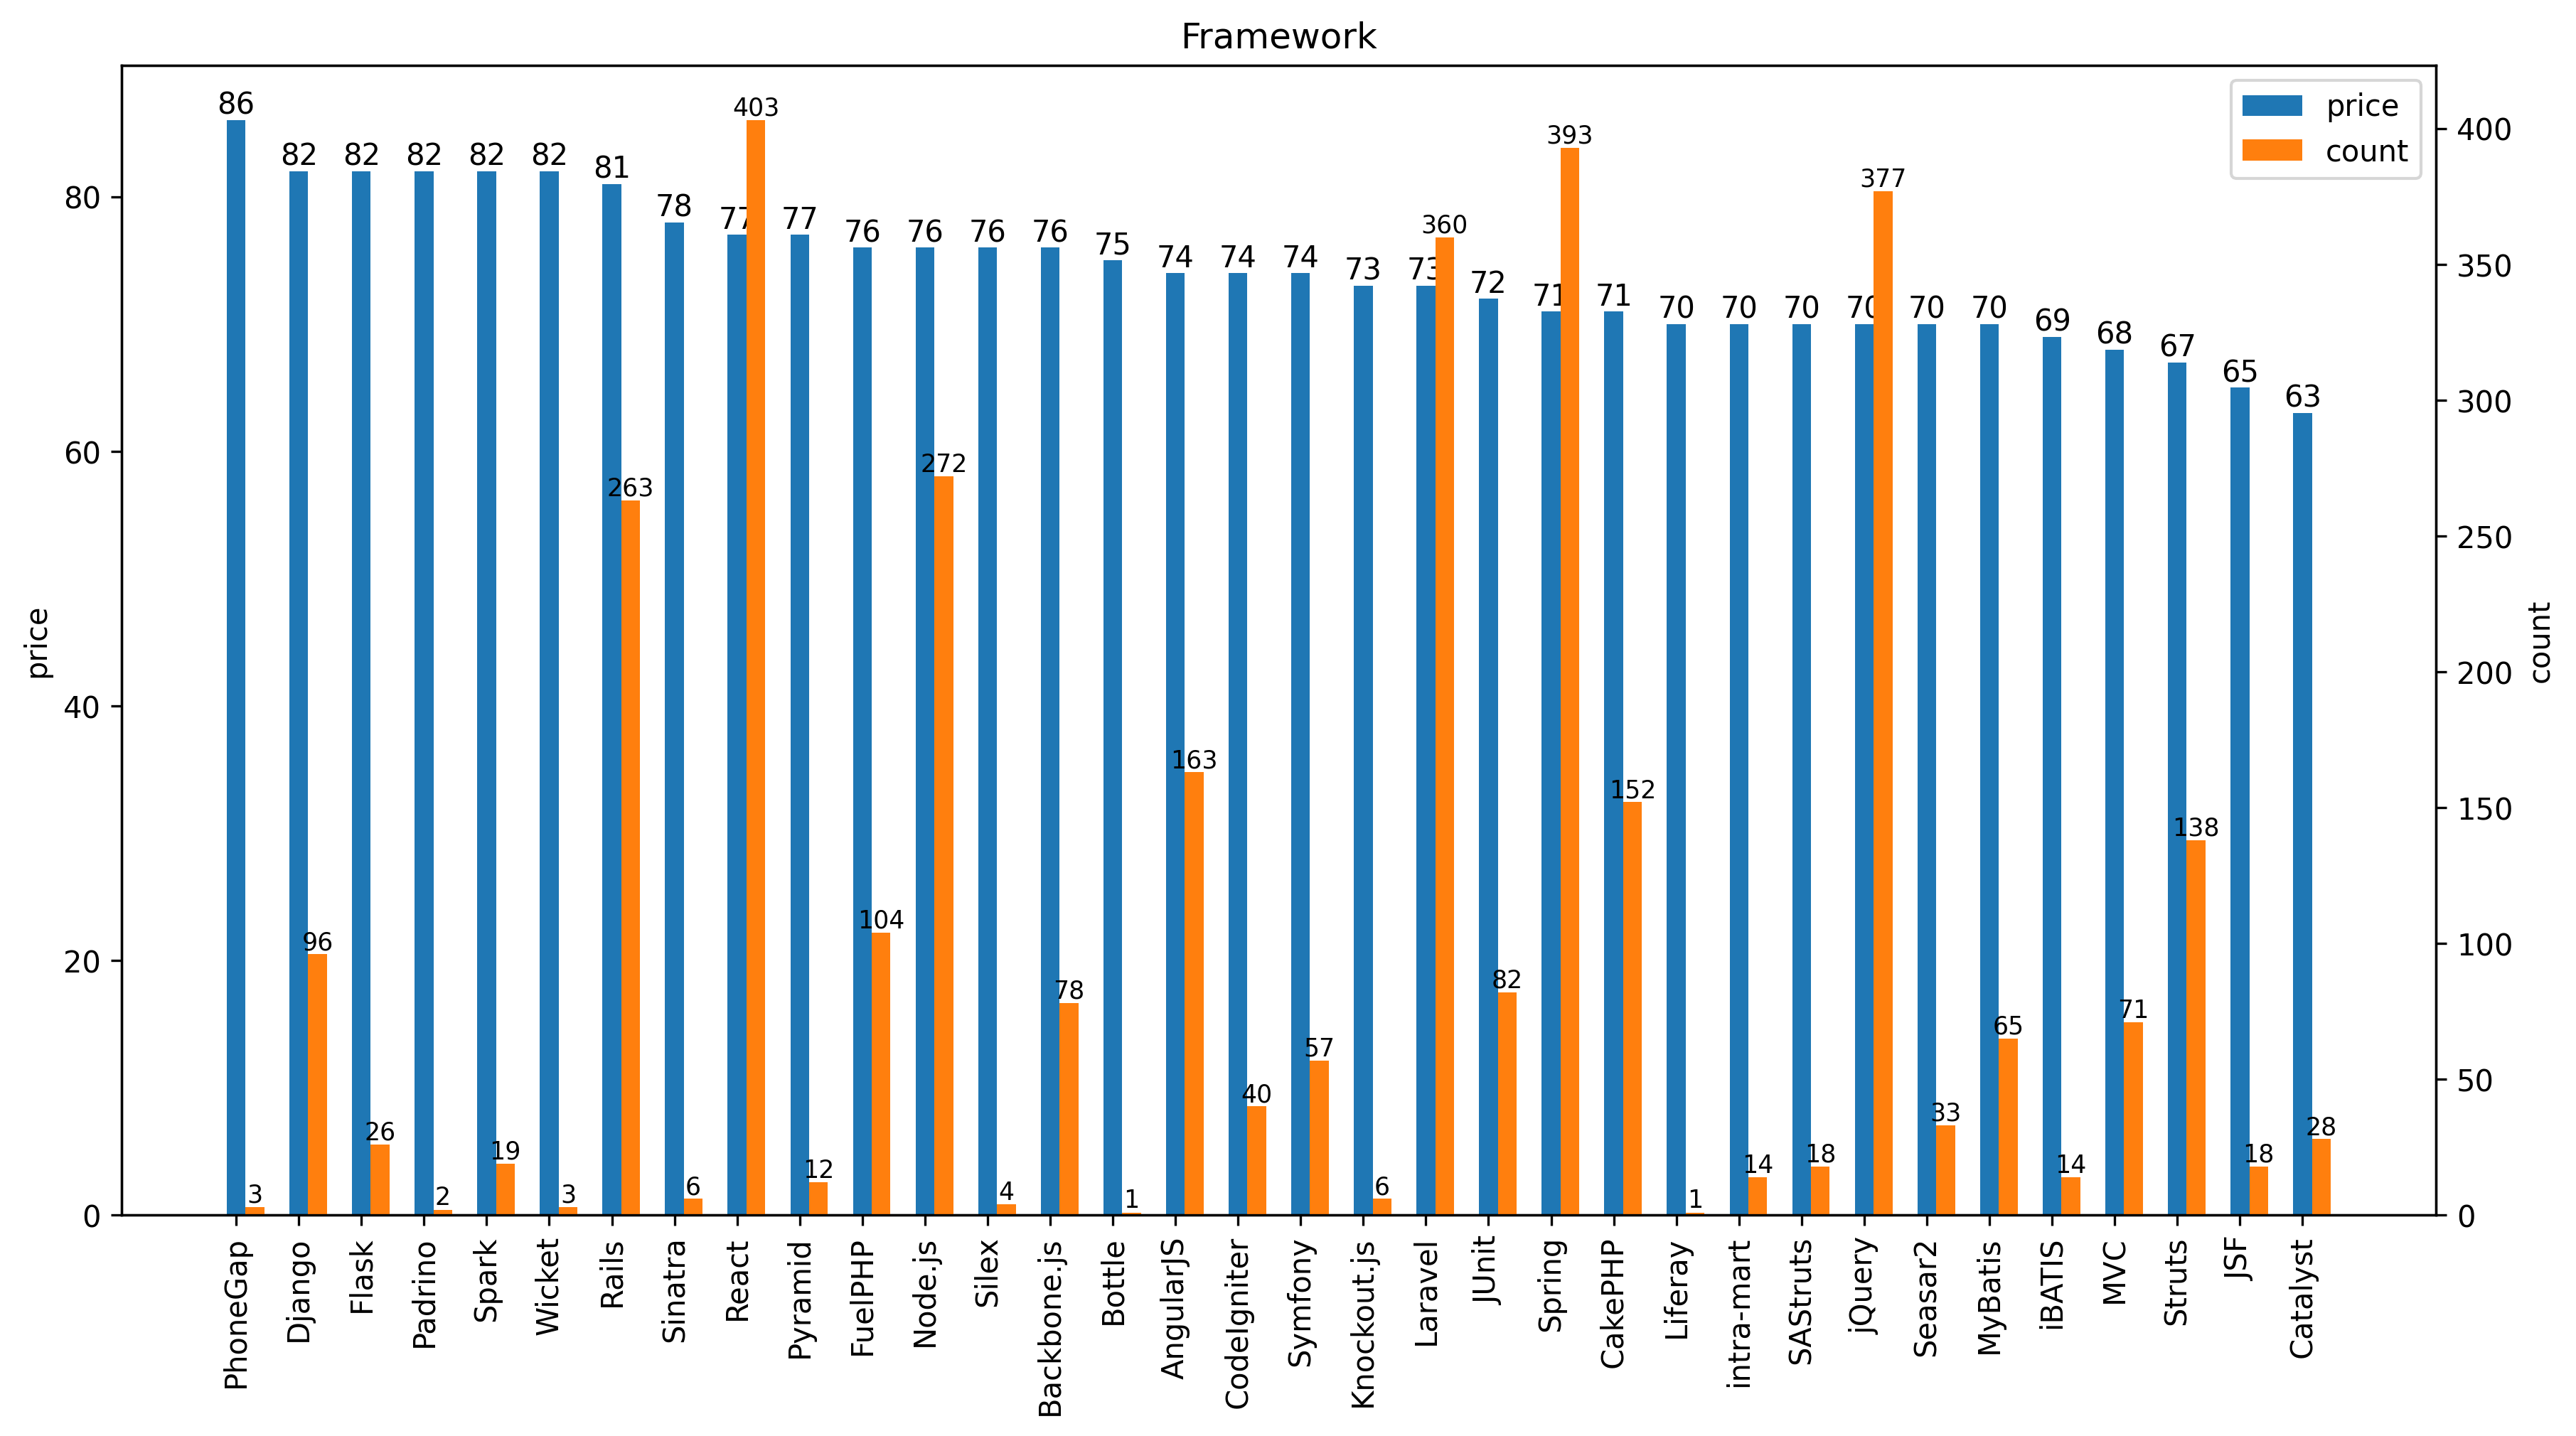 Framework
price
count
86
82
82
82
82
82
81
78
77
77
76
76
76
76
75
74
74
74
73
73
72
71
71
70
70
70
70
70
70
69
68
67
65
63
3
96
26
2
19
3
263
6
403
12
104
272
4
78
1
163
40
57
6
360
82
393
152
1
14
18
377
33
65
14
71
138
18
28
80
60
40
20
0
price
400
350
300
250
200
150
100
50
0
count
PhoneGap
Django
Flask
Padrino
Spark
Wicket
Rails
Sinatra
React
Pyramid
FuelPHP
Node.js
Silex
Backbone.js
Bottle
AngularJS
CodeIgniter
Symfony
Knockout.js
Laravel
JUnit
Spring
CakePHP
Liferay
intra-mart
SAStruts
jQuery
Seasar2
MyBatis
iBATIS
MVC
Struts
JSF
Catalyst